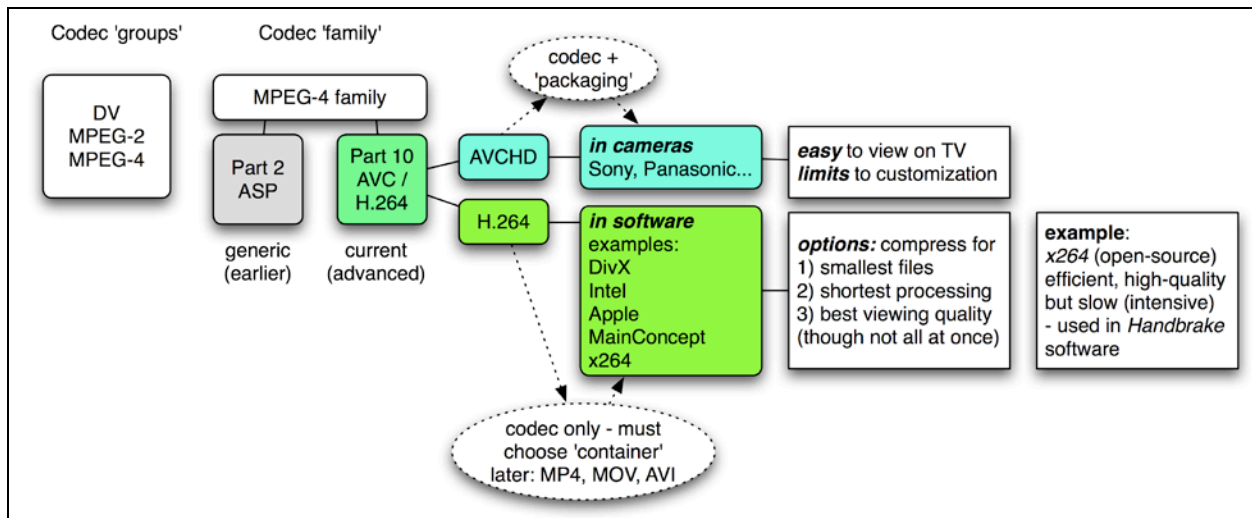 Codec 'groups'
Codec 'family'
DV
MPEG-2
MPEG-4
MPEG-4 family
Part 2
ASP
generic
(earlier)
Part 10
AVC /
H.264
current
(advanced)
codec +
'packaging'
AVCHD
in cameras
Sony, Panasonic...
easy to view on TV
limits to customization
H.264
in software
examples:
DivX
Intel
Apple
MainConcept
x264
options: compress for
1) smallest files
2) shortest processing
3) best viewing quality
(though not all at once)
example:
x264 (open-source)
efficient, high-quality
but slow (intensive)
- used in Handbrake
software
codec only - must
choose 'container'
later: MP4, MOV, AVI